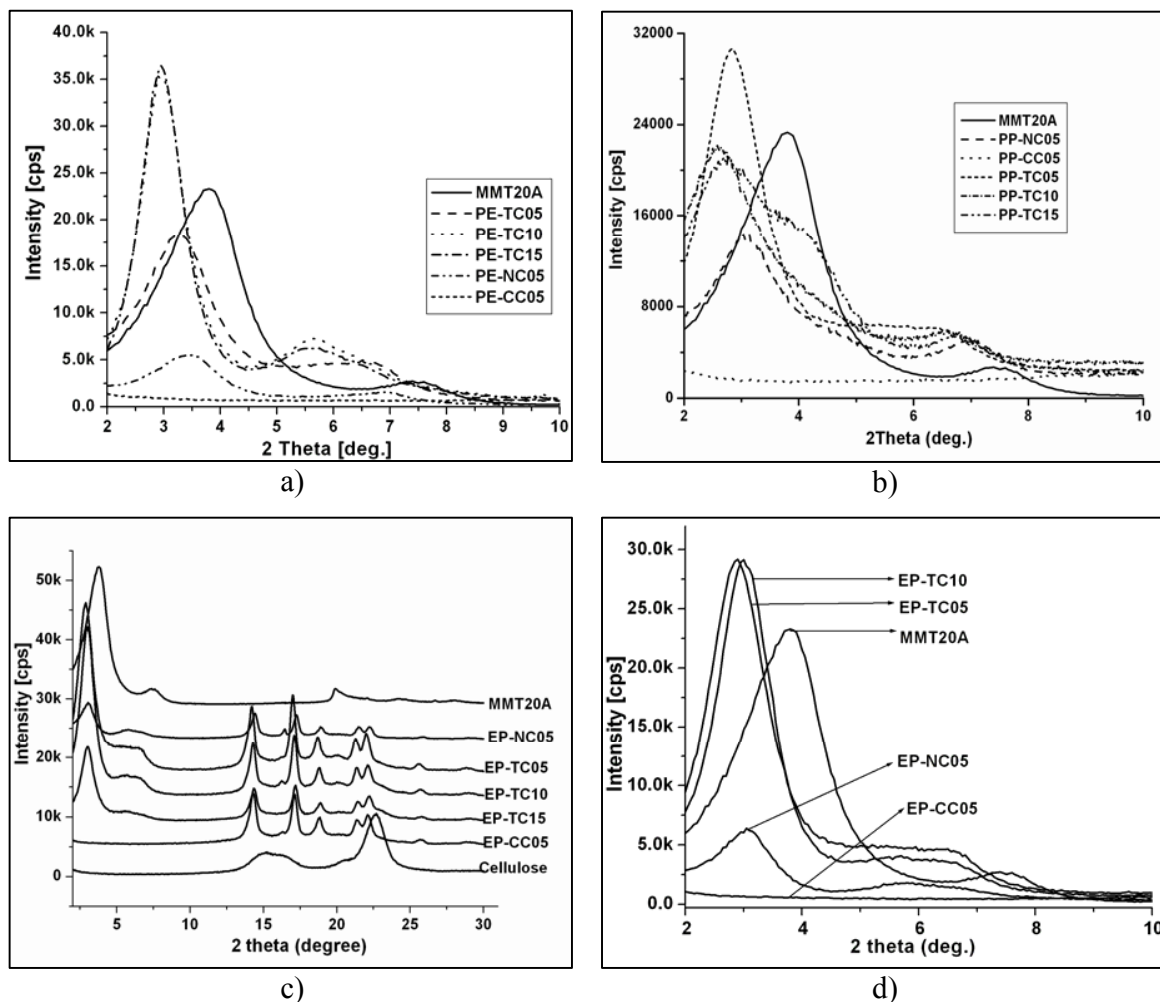 40.0k
35.0k
30.0k
25.0k
20.0k
15.0k
10.0k
5.0k
0.0
Intensity [cps]
2 3 4 5 6 7 8 9 10
2 Theta [deg.]
MMT20A
PE-TC05
PE-TC10
PE-TC15
PE-NC05
PE-CC05
a)
32000
24000
16000
8000
0
Intensity [cps]
2 4 6 8 10
2Theta (deg.)
MMT20A
PP-NC05
PP-CC05
PP-TC05
PP-TC10
PP-TC15
b)
50k
40k
30k
20k
10k
0
Intensity [cps]
5 10 15 20 25 30
2 theta (degree)
MMT20A
EP-NC05
EP-TC05
EP-TC10
EP-TC15
EP-CC05
Cellulose
c)
30.0k
25.0k
20.0k
15.0k
10.0k
5.0k
0.0
Intensity [cps]
2 4 6 8 10
2 theta (deg.)
EP-TC10
EP-TC05
MMT20A
EP-NC05
EP-CC05
d)